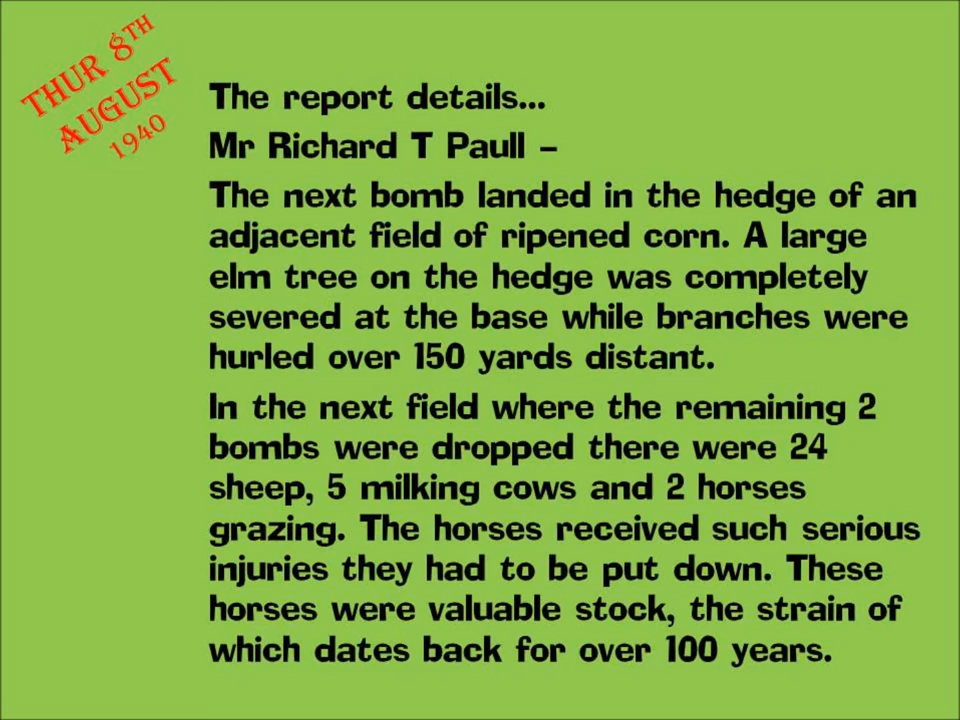 THUR 8TH
AUGUST
1940
The report details...
Mr Richard T Paull –
The next bomb landed in the hedge of an
adjacent field of ripened corn. A large
elm tree on the hedge was completely
severed at the base while branches were
hurled over 150 yards distant.
In the next field where the remaining 2
bombs were dropped there were 24
sheep, 5 milking cows and 2 horses
grazing. The horses received such serious
injuries they had to be put down. These
horses were valuable stock, the strain of
which dates back for over 100 years.